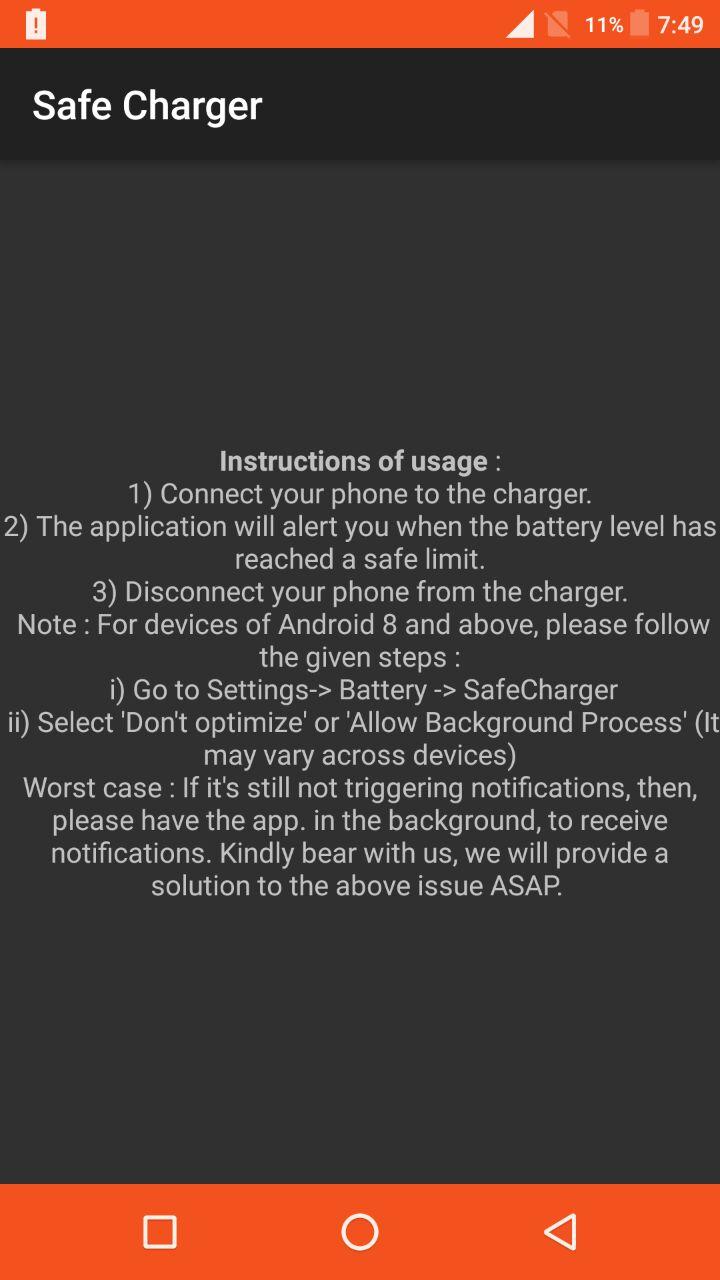 11% 7:49
Safe Charger
Instructions of usage :
1) Connect your phone to the charger.
2) The application will alert you when the battery level has
reached a safe limit.
3) Disconnect your phone from the charger.
Note : For devices of Android 8 and above, please follow
the given steps :
i) Go to Settings-> Battery -> SafeCharger
ii) Select 'Don't optimize' or 'Allow Background Process' (It
may vary across devices)
Worst case : If it's still not triggering notifications, then,
please have the app. in the background, to receive
notifications. Kindly bear with us, we will provide a
solution to the above issue ASAP.